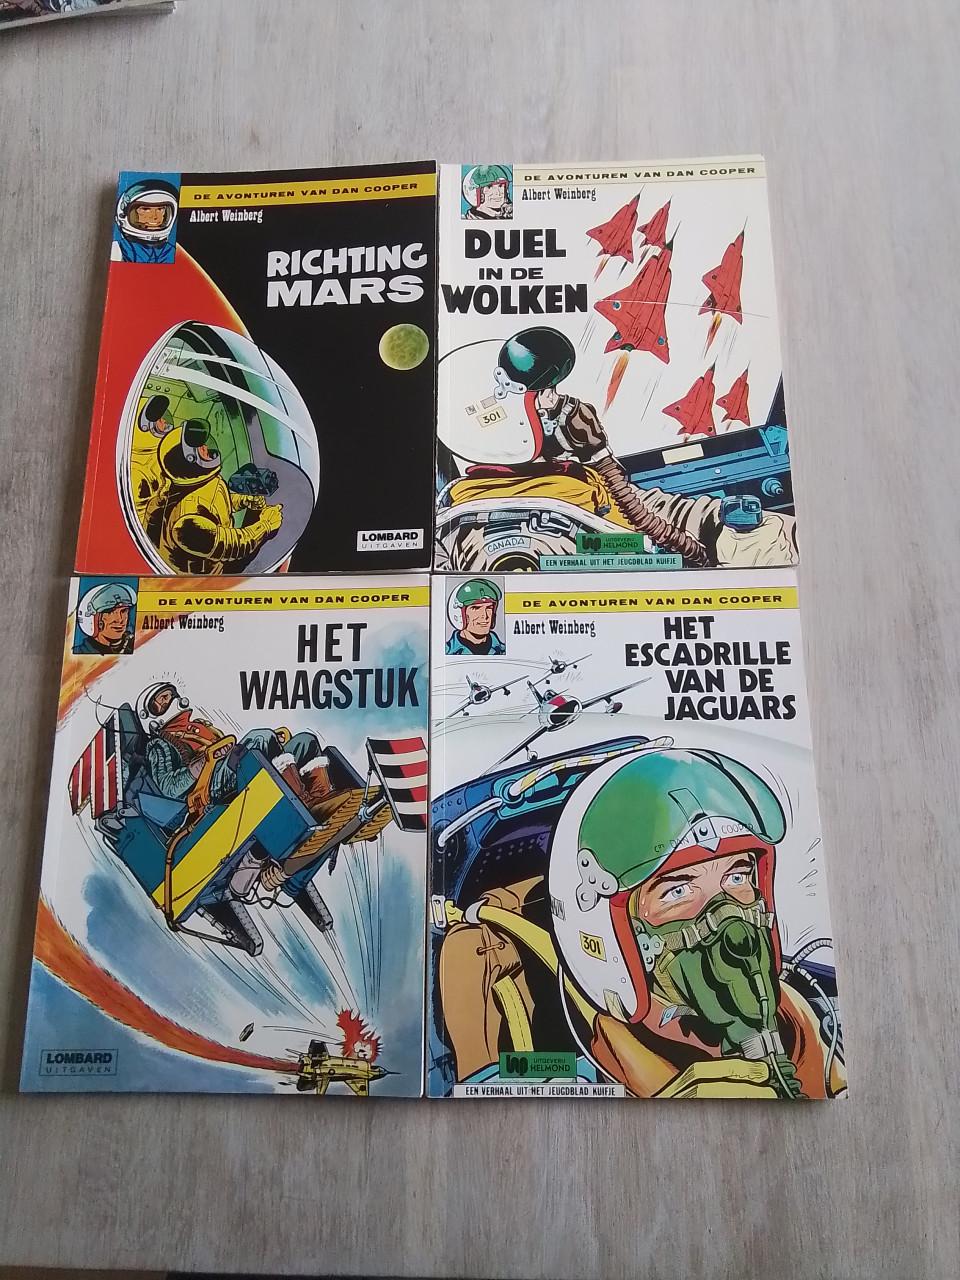 DE AVONTUREN VAN DAN COOPER
Albert Weinberg
RICHTING
MARS
LOMBARD
UITGAVEN
DE AVONTUREN VAN DAN COOPER
Albert Weinberg
DUEL
IN DE
WOLKEN
301
CANADA
UITGEVERIJ
HELMOND
EEN VERHAAL UIT HET JEUGDBLAD KUIFJE
DE AVONTUREN VAN DAN COOPER
Albert Weinberg
HET
WAAGSTUK
LOMBARD
UITGAVEN
DE AVONTUREN VAN DAN COOPER
Albert Weinberg
HET
ESCADRILLE
VAN DE
JAGUARS
DAN COOPER
301
UITGEVERIJ
HELMOND
EEN VERHAAL UIT HET JEUGDBLAD KUIFJE